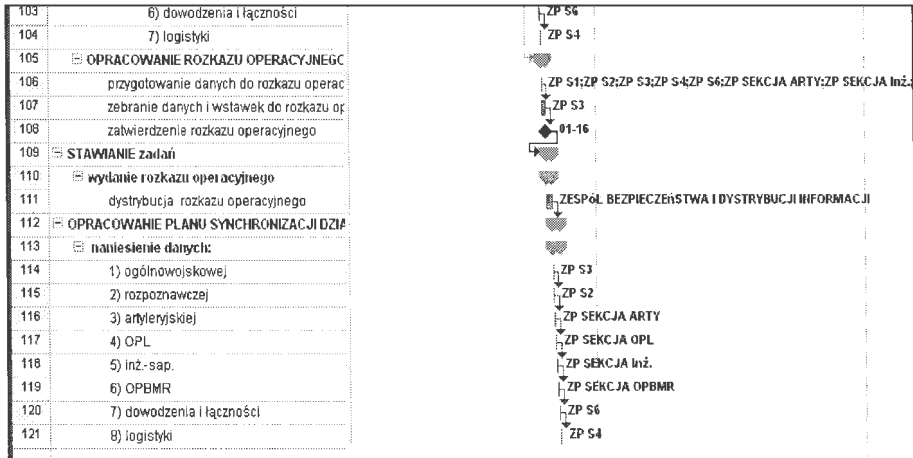 103 6) dowodzenia i łączności ZP S6
104 7) logistyki ZP S4
105 OPRACOWANIE ROZKAZU OPERACYJNEGO
106 przygotowanie danych do rozkazu operac ZP S1;ZP S2;ZP S3;ZP S4;ZP S6;ZP SEKCJA ARTY;ZP SEKCJA Inż.;
107 zebranie danych i wstawek do rozkazu op ZP S3
108 zatwierdzenie rozkazu operacyjnego 01-16
109 STAWIANIE zadań
110 wydanie rozkazu operacyjnego
111 dystrybucja rozkazu operacyjnego ZESPóŁ BEZPIECZEńSTWA I DYSTRYBUCJI INFORMACJI
112 OPRACOWANIE PLANU SYNCHRONIZACJI DZIA
113 naniesienie danych:
114 1) ogólnowojskowej ZP S3
115 2) rozpoznawczej ZP S2
116 3) artyleryjskiej ZP SEKCJA ARTY
117 4) OPL ZP SEKCJA OPL
118 5) inż.-sap. ZP SEKCJA Inż.
119 6) OPBMR ZP SEKCJA OPBMR
120 7) dowodzenia i łączności ZP S6
121 8) logistyki ZP S4